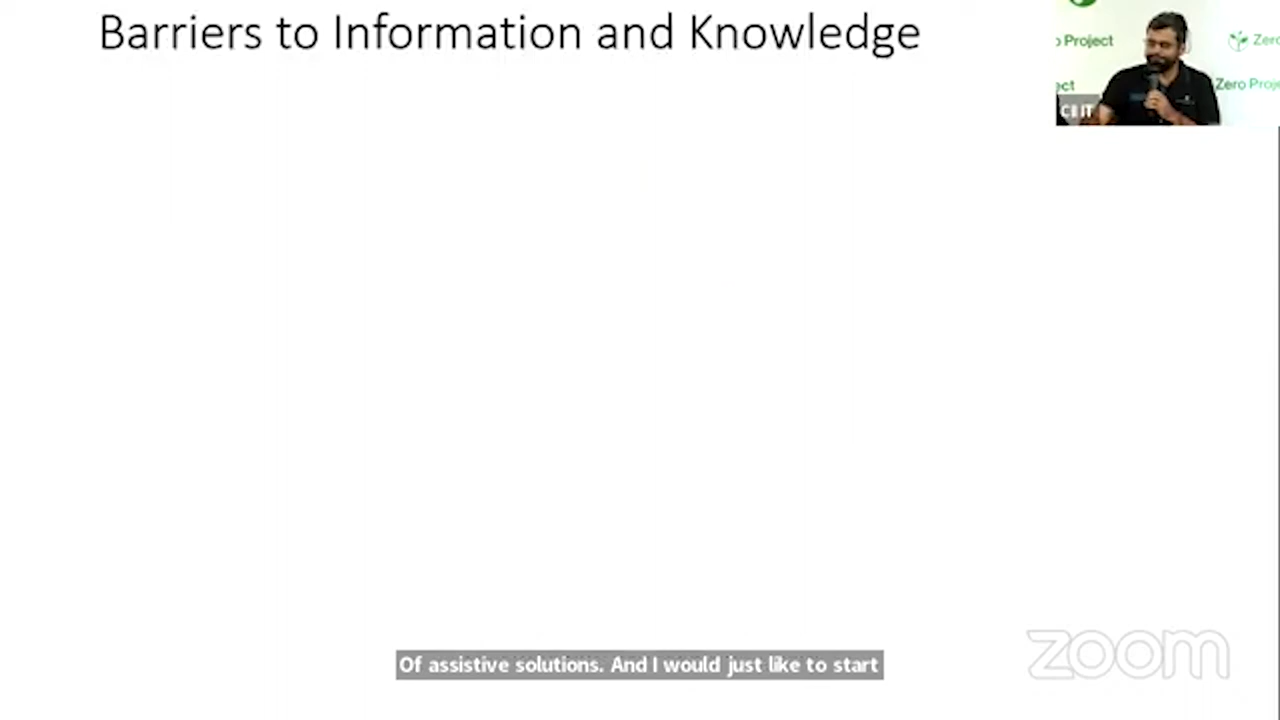 Barriers to Information and Knowledge
Project
Zero
ect
Zero Proje
Of assistive solutions. And I would just like to start
zoom